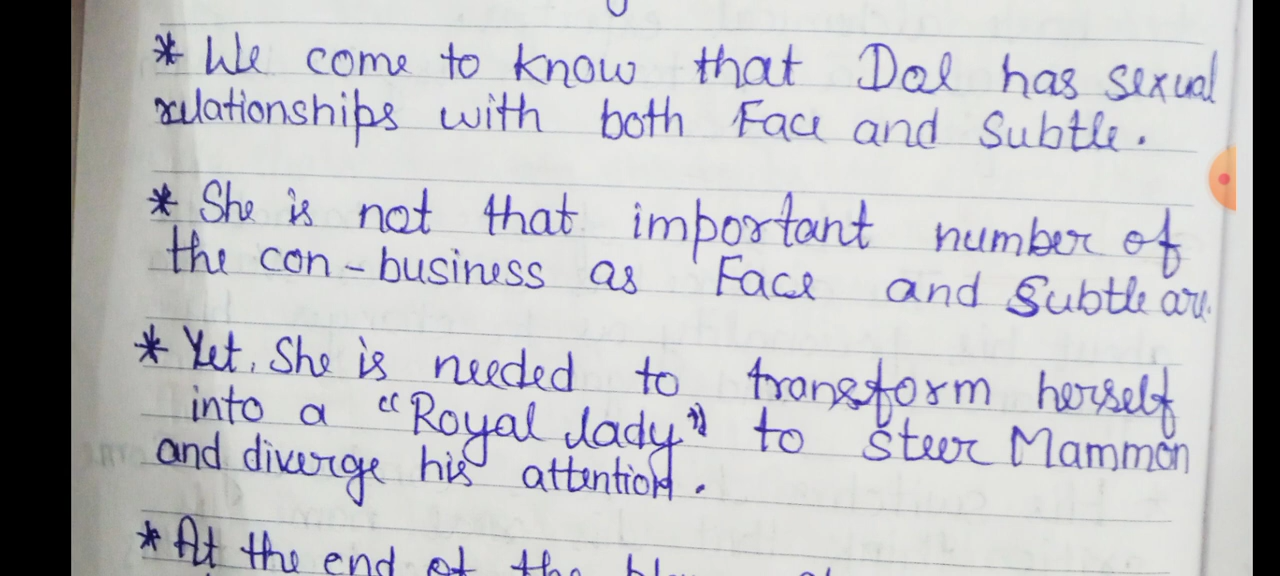 * We come to know that Dol has sexual
relationships with both Face and Subtle.
* She is not that important number of
the con-business as Face and Subtle are.
* Yet, She is needed to transform herself
into a "Royal lady" to steer Mammon
and diverge his attention.
* At the end of the